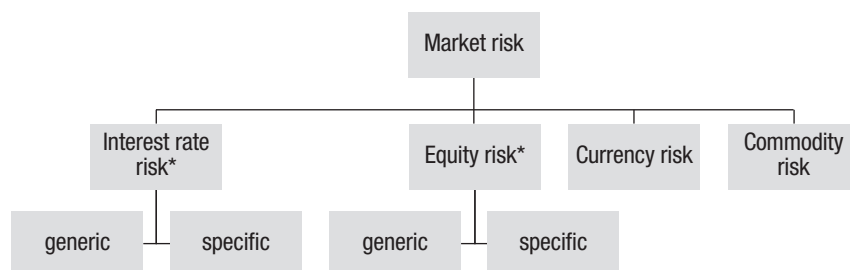 Market risk
Interest rate
risk*
Equity risk*
Currency risk
Commodity
risk
generic
specific
generic
specific